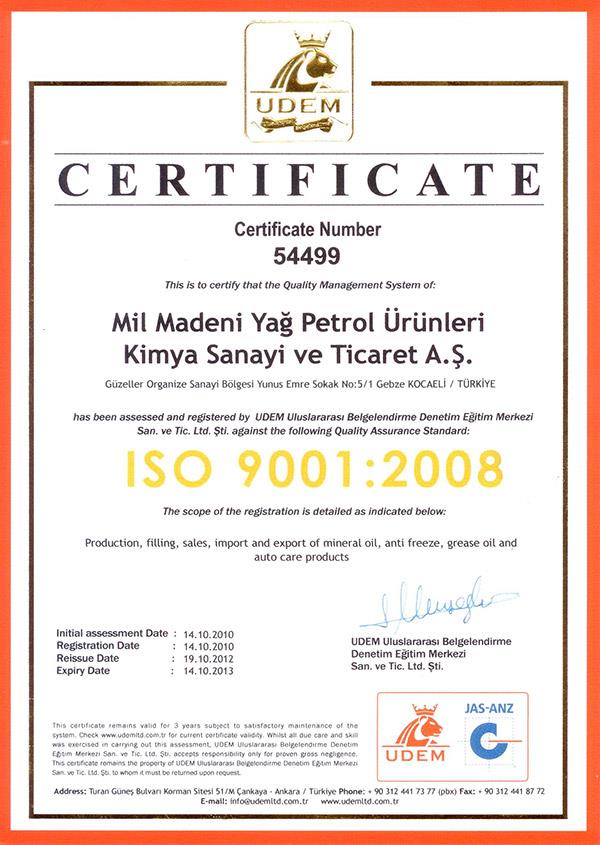 UDEM
CERTIFICATE
Certificate Number
54499
This is to certify that the Quality Management System of:
Mil Madeni Yağ Petrol Ürünleri
Kimya Sanayi ve Ticaret A.Ş.
Güzeller Organize Sanayi Bölgesi Yunus Emre Sokak No:5/1 Gebze KOCAELİ / TÜRKİYE
has been assessed and registered by UDEM Uluslararası Belgelendirme Denetim Eğitim Merkezi
San. ve Tic. Ltd. Şti. against the following Quality Assurance Standard:
ISO 9001:2008
The scope of the registration is detailed as indicated below:
Production, filling, sales, import and export of mineral oil, anti freeze, grease oil and
auto care products
Initial assessment Date : 14.10.2010
Registration Date : 14.10.2010
Reissue Date : 19.10.2012
Expiry Date : 14.10.2013
UDEM Uluslararası Belgelendirme
Denetim Eğitim Merkezi
San. ve Tic. Ltd. Şti.
This certificate remains valid for 3 years subject to satisfactory maintenance of the
system. Check www.udemltd.com.tr for current certificate validity. Whilst all due care and skill
was exercised in carrying out this assessment, UDEM Uluslararası Belgelendirme Denetim
Eğitim Merkezi San. ve Tic. Ltd. Şti. accepts responsibility only for proven gross negligence.
This certificate remains the property of UDEM Uluslararası Belgelendirme Denetim Eğitim Merkezi
San. ve Tic. Ltd. Şti. to whom it must be returned upon request.
UDEM
JAS-ANZ
Address: Turan Güneş Bulvarı Korman Sitesi 51/M Çankaya - Ankara / Türkiye Phone: + 90 312 441 73 77 (pbx) Fax: + 90 312 441 87 72
E-mail: info@udemltd.com.tr www.udemltd.com.tr